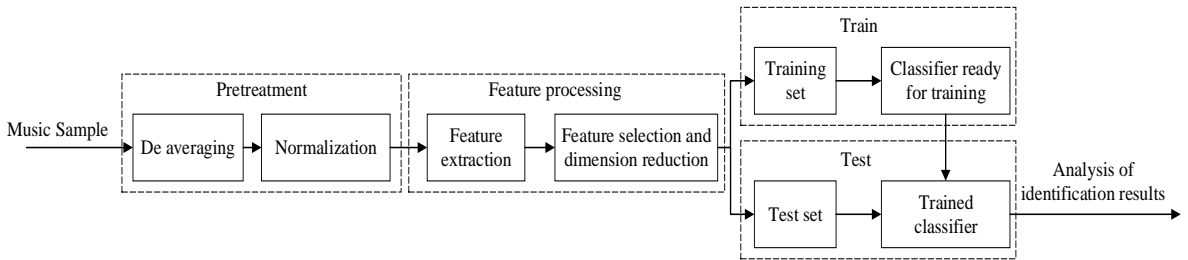 Music Sample
Pretreatment
De averaging
Normalization
Feature processing
Feature
extraction
Feature selection and
dimension reduction
Train
Training
set
Classifier ready
for training
Test
Test set
Trained
classifier
Analysis of
identification results